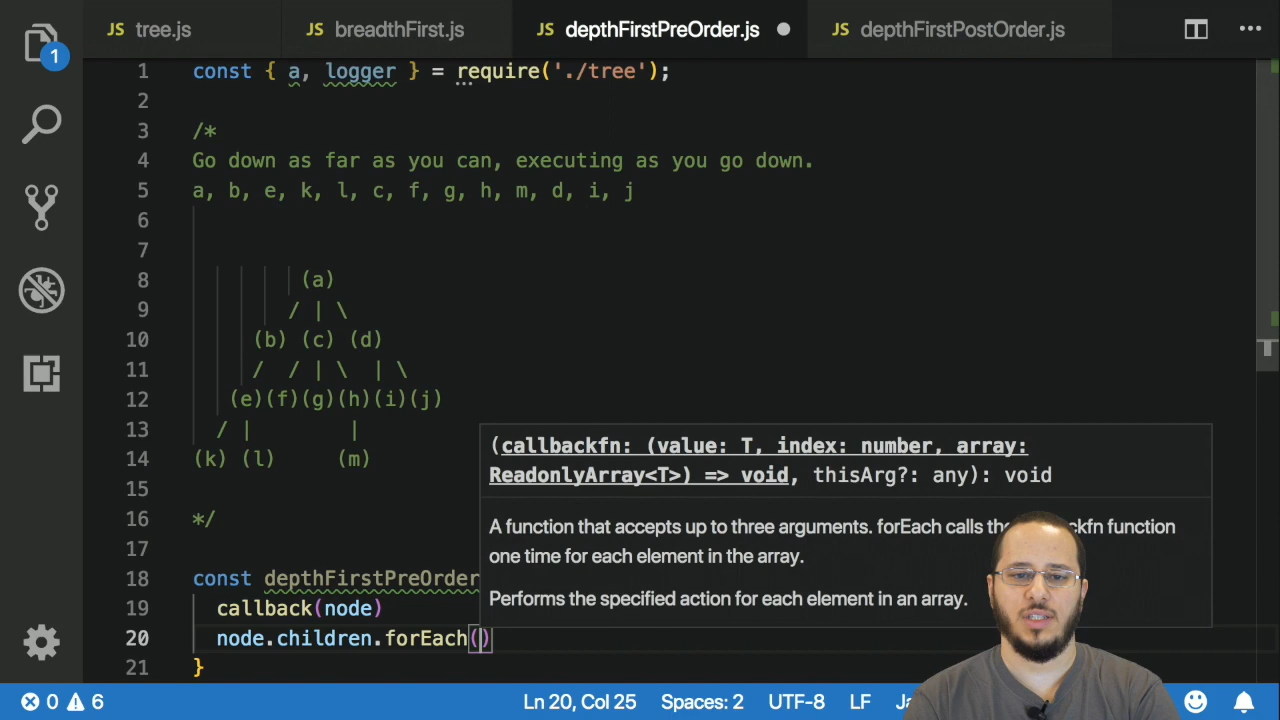 JS tree.js JS breadthFirst.js JS depthFirstPreOrder.js JS depthFirstPostOrder.js
1
1 const { a, logger } = require('./tree');
2
3 /*
4 Go down as far as you can, executing as you go down.
5 a, b, e, k, l, c, f, g, h, m, d, i, j
6
7
8 (a)
9 / | \
10 (b) (c) (d)
11 / / | \ | \
12 (e)(f)(g)(h)(i)(j)
13 / | |
14 (k) (l) (m)
15
16 */
17
18 const depthFirstPreOrder
19 callback(node)
20 node.children.forEach()
21 }
(callbackfn: (value: T, index: number, array:
ReadonlyArray<T>) => void, thisArg?: any): void
A function that accepts up to three arguments. forEach calls the function
one time for each element in the array.
Performs the specified action for each element in an array.
0 6 Ln 20, Col 25 Spaces: 2 UTF-8 LF